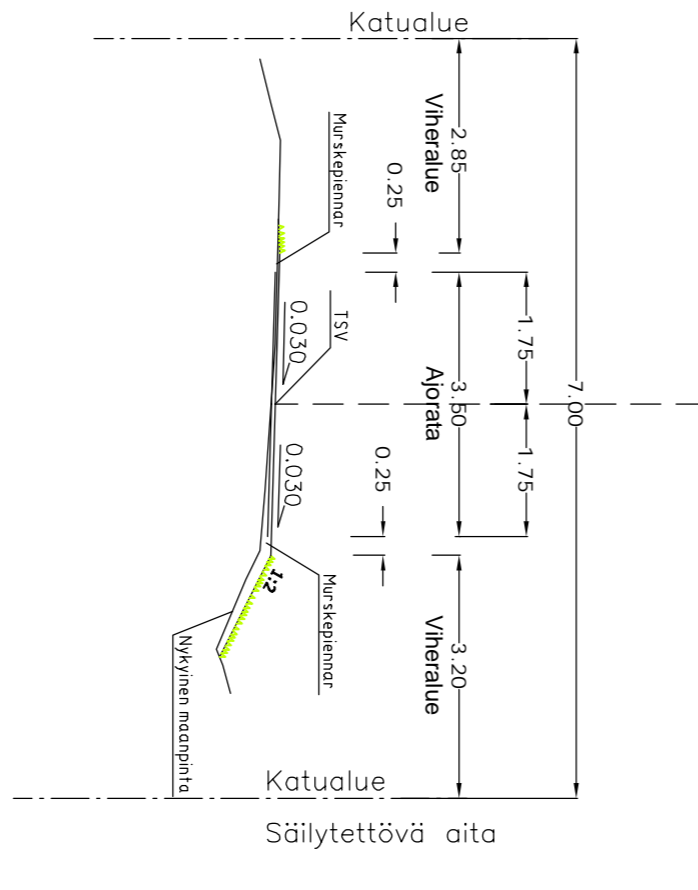 Katualue
2.85
Viheralue
Murskepiennar
0.25
TSV
0.030
1.75
7.00
3.50
Ajorata
0.030
0.25
1.75
1:2
Murskepiennar
3.20
Viheralue
Nykyinen maanpinta
Katualue
Säilytettövä aita